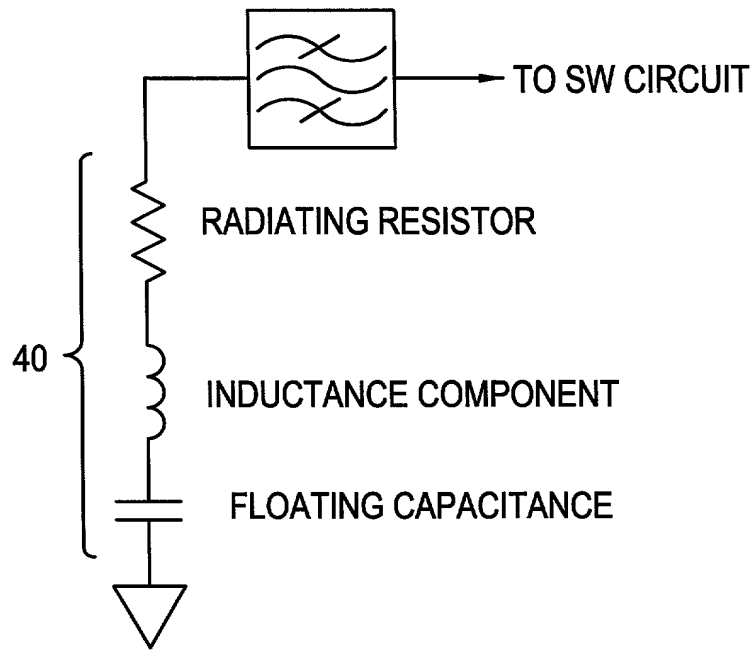 TO SW CIRCUIT
RADIATING RESISTOR
40
INDUCTANCE COMPONENT
FLOATING CAPACITANCE